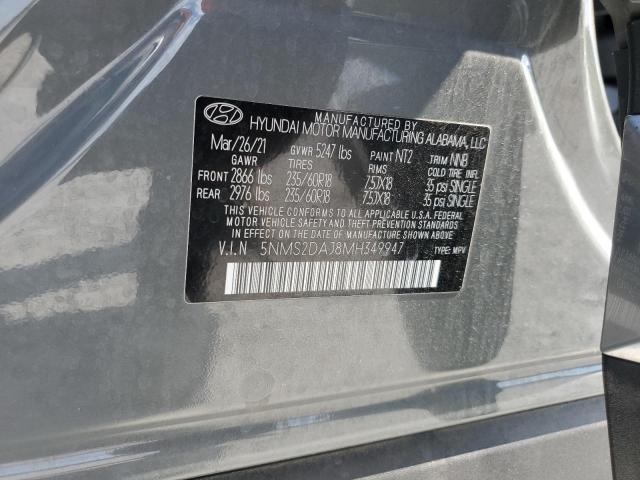 MANUFACTURED BY
HYUNDAI MOTOR MANUFACTURING ALABAMA, LLC
Mar/26/21 GVWR 5247 lbs PAINT NT2 TRIM NNB
GAWR TIRES RIMS COLD TIRE INFL
FRONT 2866 lbs 235/60R18 7.5JX18 35 psi SINGLE
REAR 2976 lbs 235/60R18 7.5JX18 35 psi SINGLE
THIS VEHICLE CONFORMS TO ALL APPLICABLE U.S.A. FEDERAL
MOTOR VEHICLE SAFETY AND THEFT PREVENTION STANDARDS
IN EFFECT ON THE DATE OF MANUFACTURE SHOWN ABOVE.
V.I.N 5NMS2DAJ8MH349947 TYPE: MPV